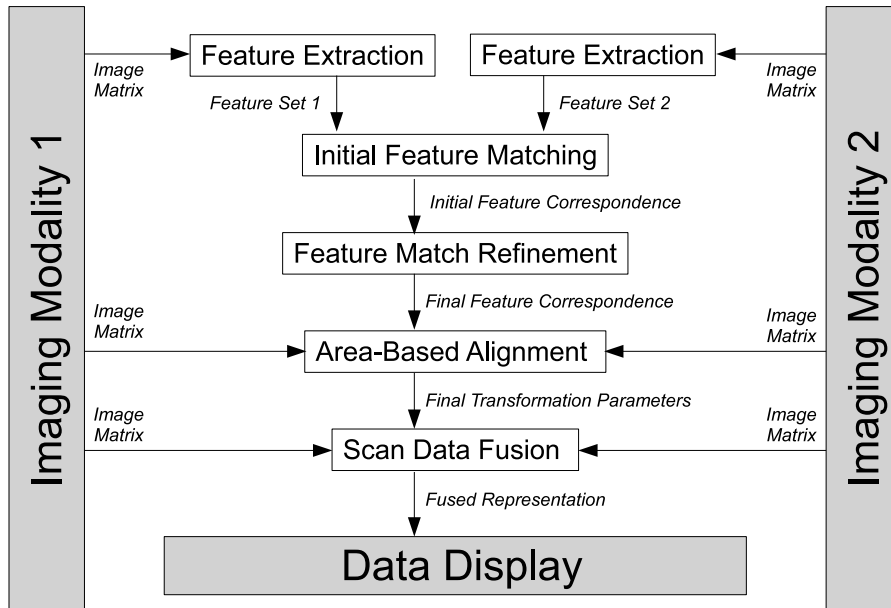 Imaging Modality 1
Imaging Modality 2
Image
Matrix
Feature Extraction
Feature Extraction
Image
Matrix
Feature Set 1
Feature Set 2
Initial Feature Matching
Initial Feature Correspondence
Feature Match Refinement
Final Feature Correspondence
Image
Matrix
Area-Based Alignment
Image
Matrix
Final Transformation Parameters
Image
Matrix
Scan Data Fusion
Image
Matrix
Fused Representation
Data Display